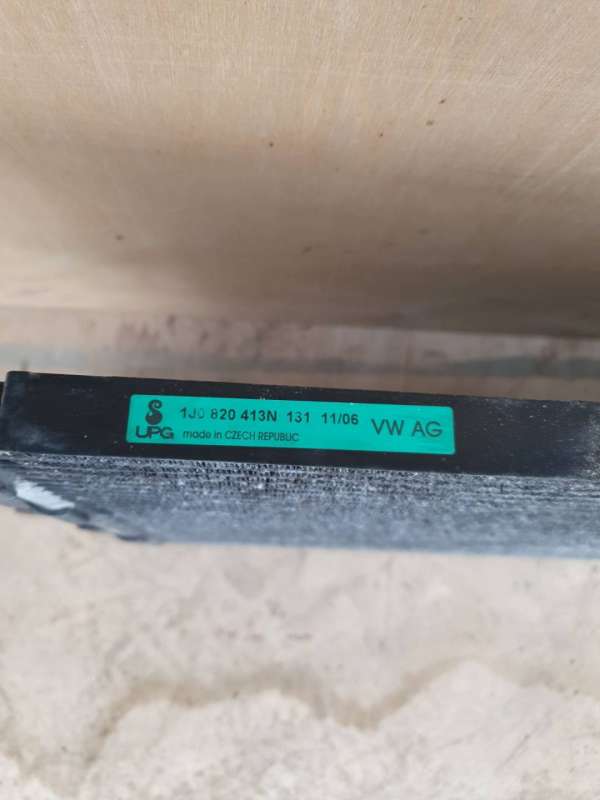 1J0 820 413N 131 11/06 VW AG
UPG made in CZECH REPUBLIC